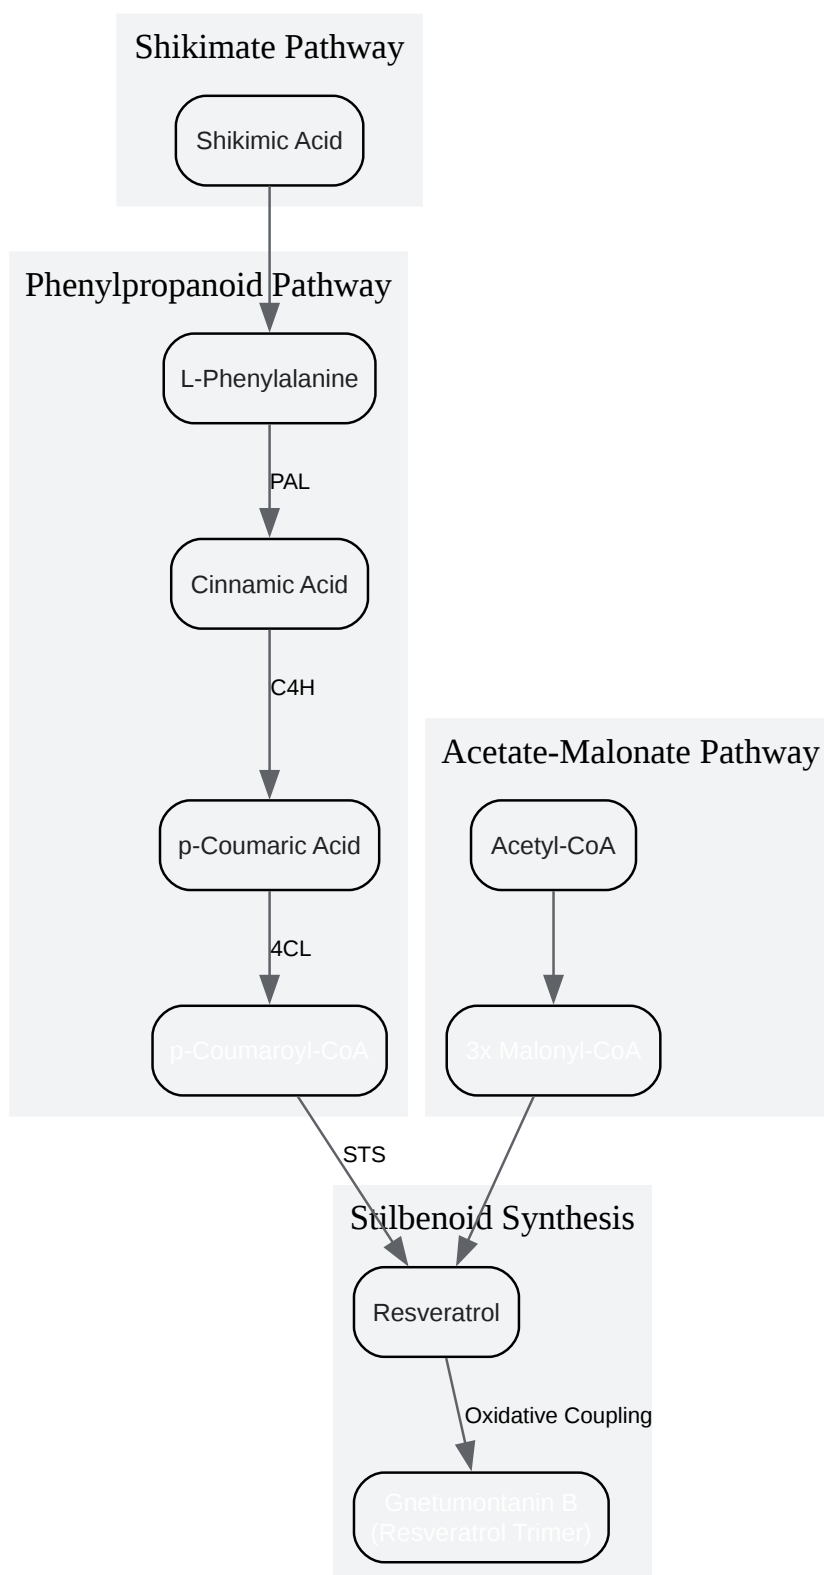 Shikimate Pathway
Shikimic Acid
Phenylpropanoid Pathway
L-Phenylalanine
PAL
Cinnamic Acid
C4H
Acetate-Malonate Pathway
p-Coumaric Acid
Acetyl-CoA
4CL
p-Coumaroyl-CoA
3x Malonyl-CoA
STS
Stilbenoid Synthesis
Resveratrol
Oxidative Coupling
Gnetumontanin B
(Resveratrol Trimer)